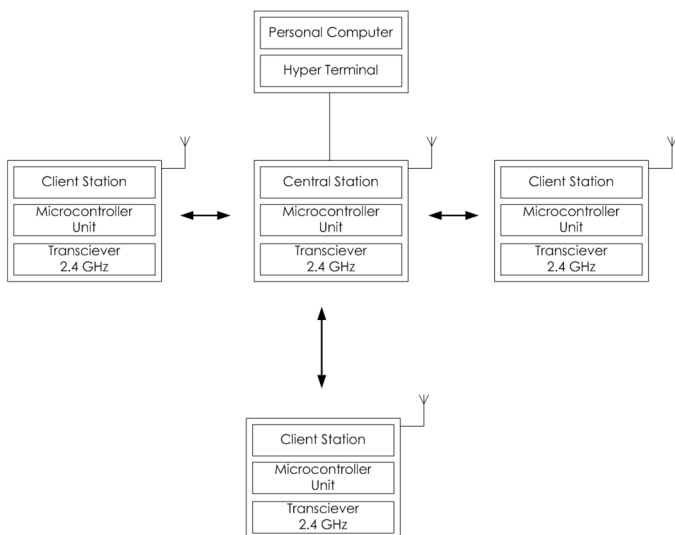 Personal Computer
Hyper Terminal
Client Station
Microcontroller
Unit
Transciever
2.4 GHz
Central Station
Microcontroller
Unit
Transciever
2.4 GHz
Client Station
Microcontroller
Unit
Transciever
2.4 GHz
Client Station
Microcontroller
Unit
Transciever
2.4 GHz